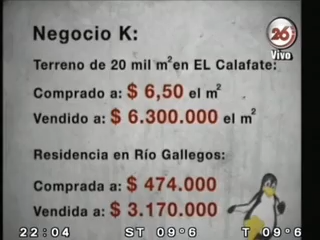 Negocio K:
26
Vivo
Terreno de 20 mil m² en EL Calafate:
Comprado a: $ 6,50 el m²
Vendido a: $ 6.300.000 el m²
Residencia en Río Gallegos:
Comprada a: $ 474.000
Vendida a: $ 3.170.000
22:04 ST 09°6 T 09°6